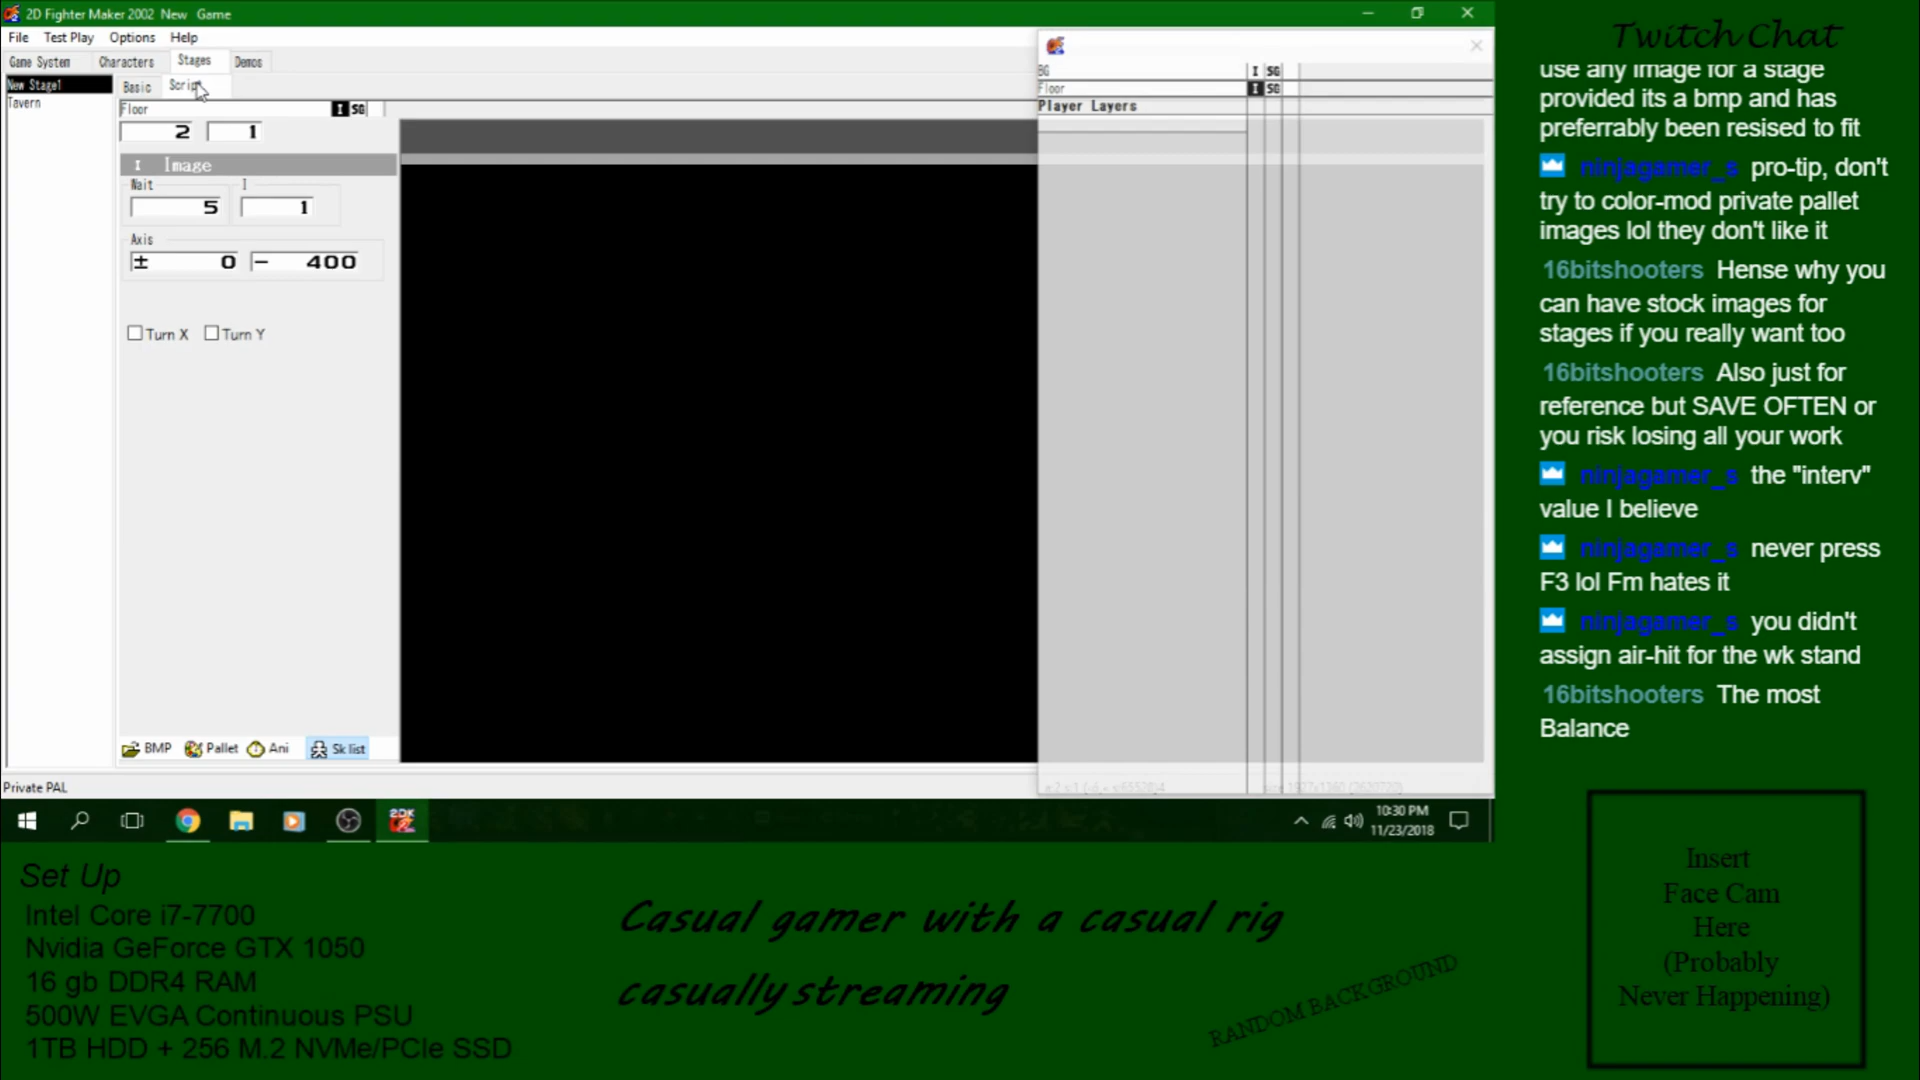 2D Fighter Maker 2002 New Game
File Test Play Options Help
Game System Characters Stages Demos
New Stage1 Basic Script
Tavern
Floor I SG
2 1
I Image
Wait I
5 1
Axis
± 0 - 400
Turn X Turn Y
BMP Pallet Ani Sk list
Private PAL
BG I SG
Floor I SG
Player Layers
2DK
10:30 PM
11/23/2018
Twitch Chat
use any image for a stage
provided its a bmp and has
preferrably been resised to fit
ninjagamer_s pro-tip, don't
try to color-mod private pallet
images lol they don't like it
16bitshooters Hense why you
can have stock images for
stages if you really want too
16bitshooters Also just for
reference but SAVE OFTEN or
you risk losing all your work
ninjagamer_s the "interv"
value I believe
ninjagamer_s never press
F3 lol Fm hates it
ninjagamer_s you didn't
assign air-hit for the wk stand
16bitshooters The most
Balance
Set Up
Intel Core i7-7700
Nvidia GeForce GTX 1050
16 gb DDR4 RAM
500W EVGA Continuous PSU
1TB HDD + 256 M.2 NVMe/PCIe SSD
Casual gamer with a casual rig
casually streaming
RANDOM BACKGROUND
Insert
Face Cam
Here
(Probably
Never Happening)